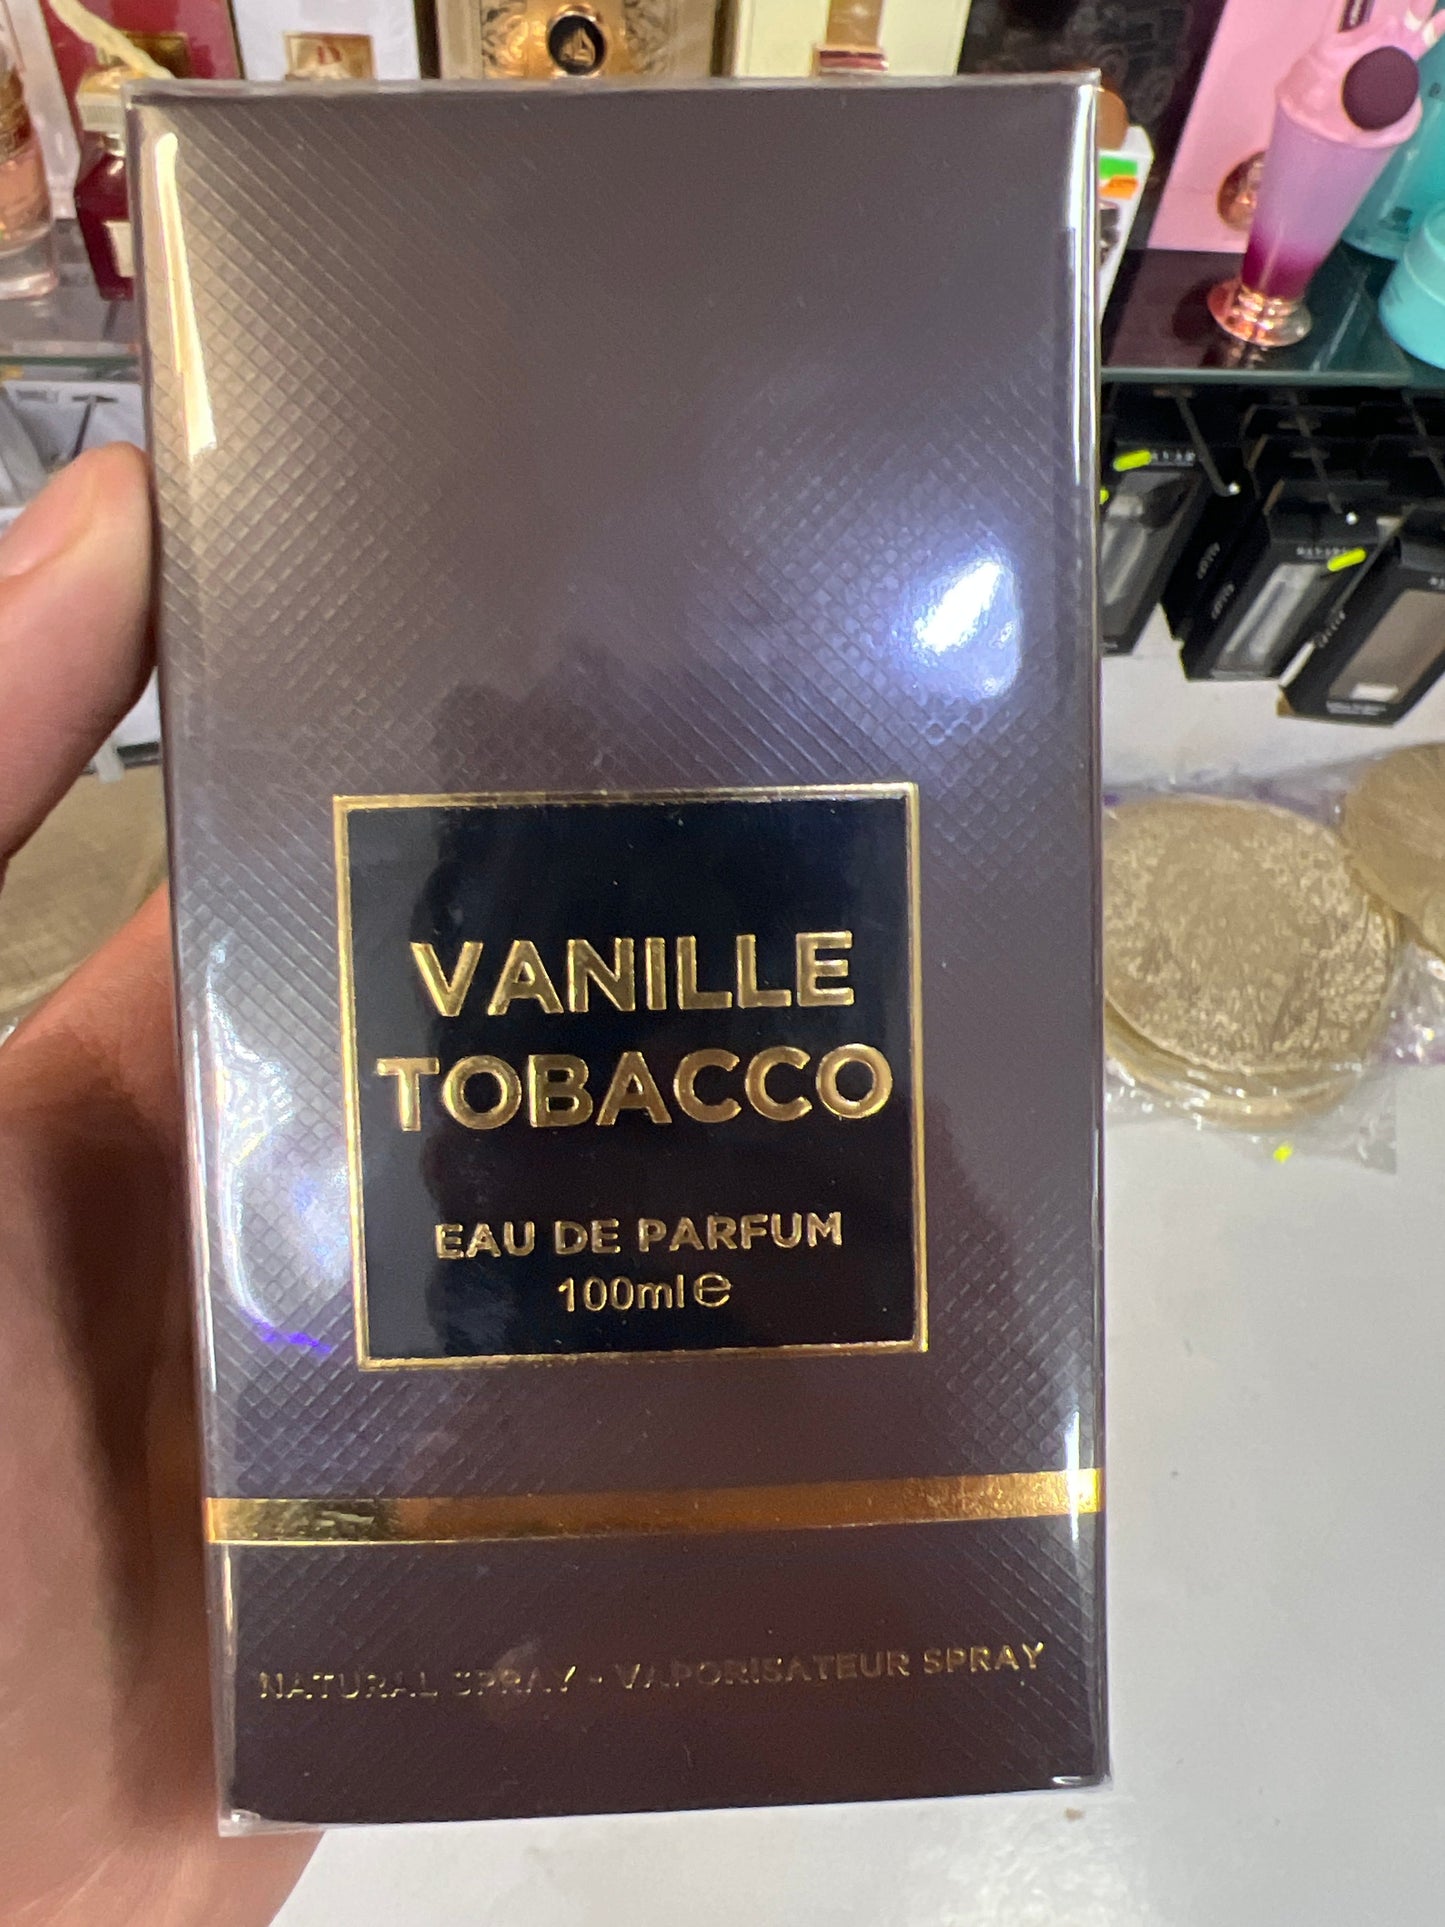 VANILLE
TOBACCO
EAU DE PARFUM
100ml℮
NATURAL SPRAY - VAPORISATEUR SPRAY